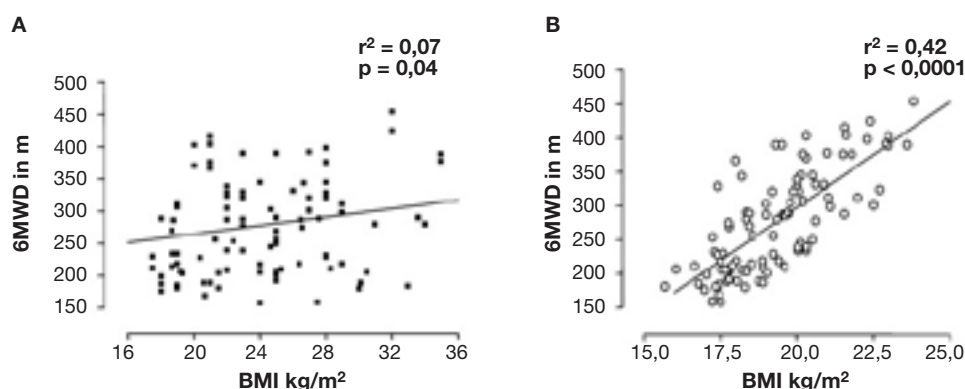 A
r² = 0,07
p = 0,04
6MWD in m
500
450
400
350
300
250
200
150
16 20 24 28 32 36
BMI kg/m²
B
r² = 0,42
p < 0,0001
6MWD in m
500
450
400
350
300
250
200
150
15,0 17,5 20,0 22,5 25,0
BMI kg/m²